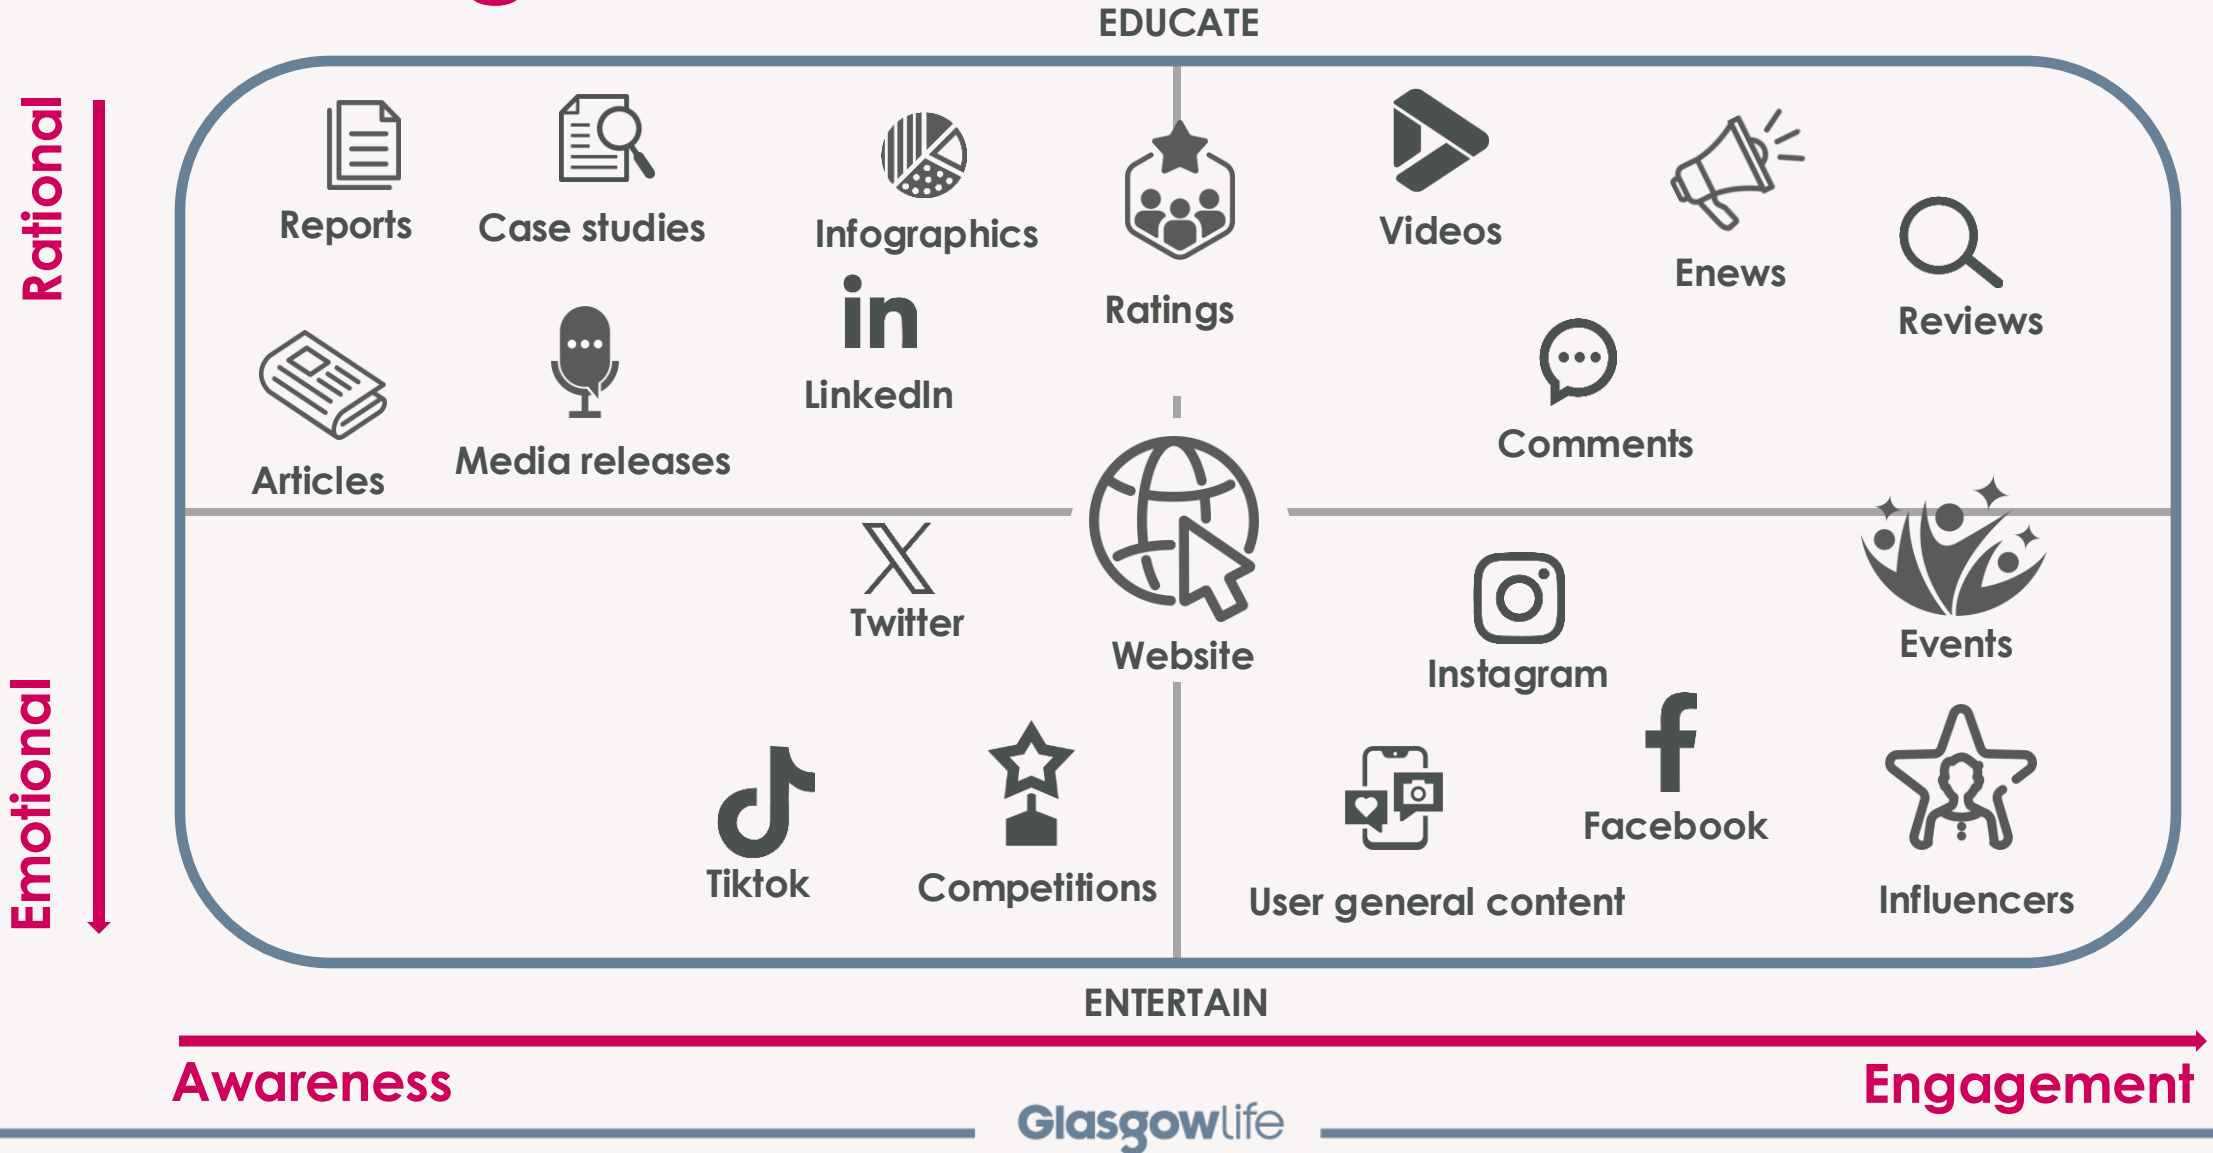 EDUCATE
Rational
Reports
Case studies
Infographics
Ratings
Videos
Enews
Reviews
Articles
Media releases
in
LinkedIn
Comments
Twitter
Website
Instagram
Events
Emotional
Tiktok
Competitions
User general content
Facebook
Influencers
ENTERTAIN
Awareness
Engagement
Glasgowlife